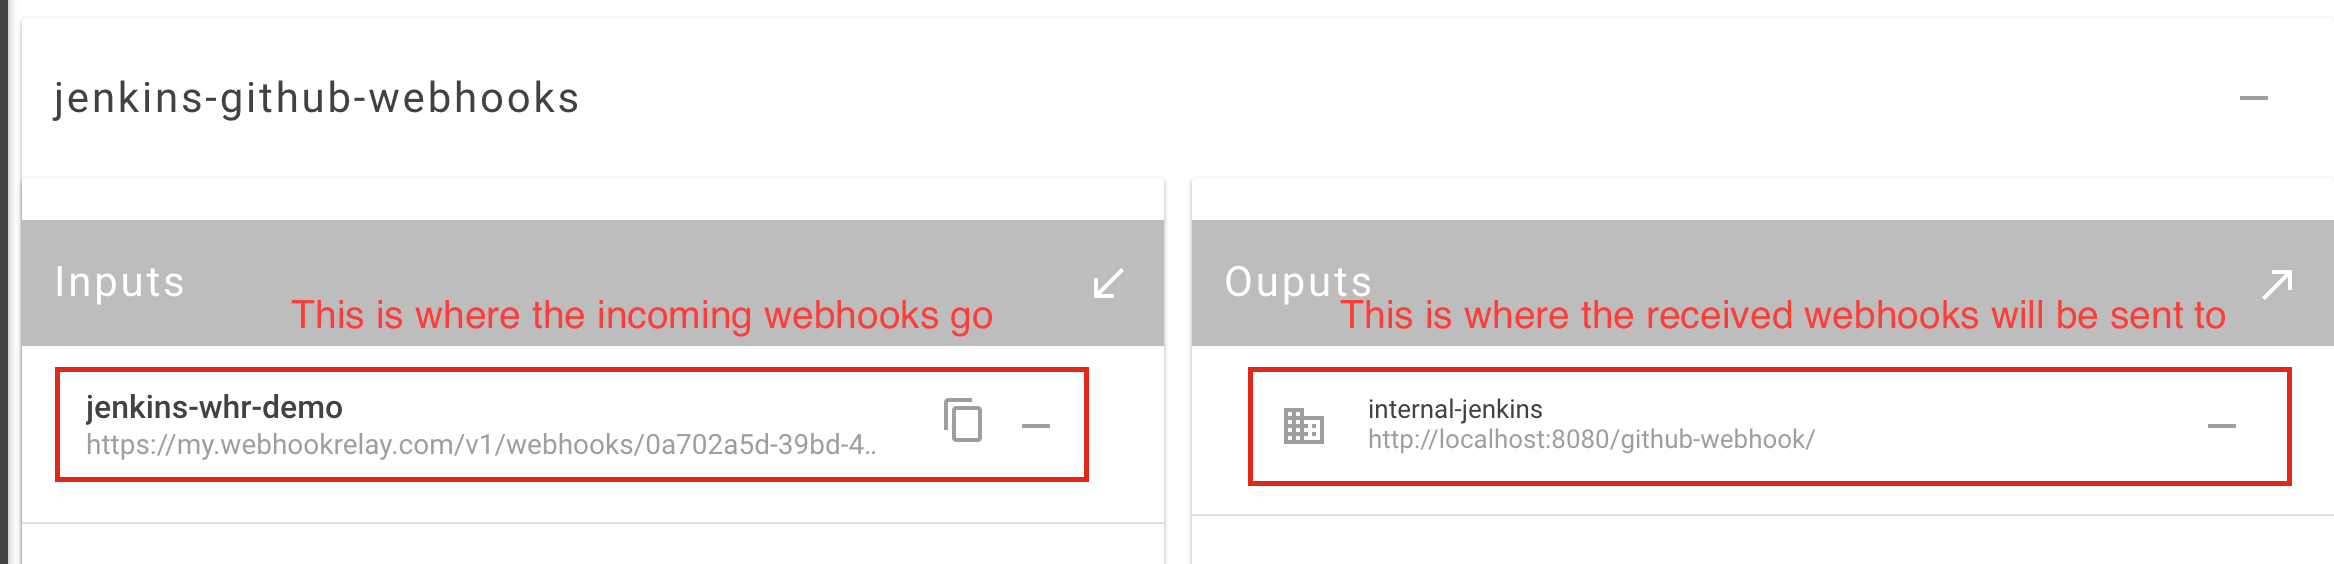 jenkins-github-webhooks
Inputs
This is where the incoming webhooks go
jenkins-whr-demo
https://my.webhookrelay.com/v1/webhooks/0a702a5d-39bd-4..
Ouputs
This is where the received webhooks will be sent to
internal-jenkins
http://localhost:8080/github-webhook/